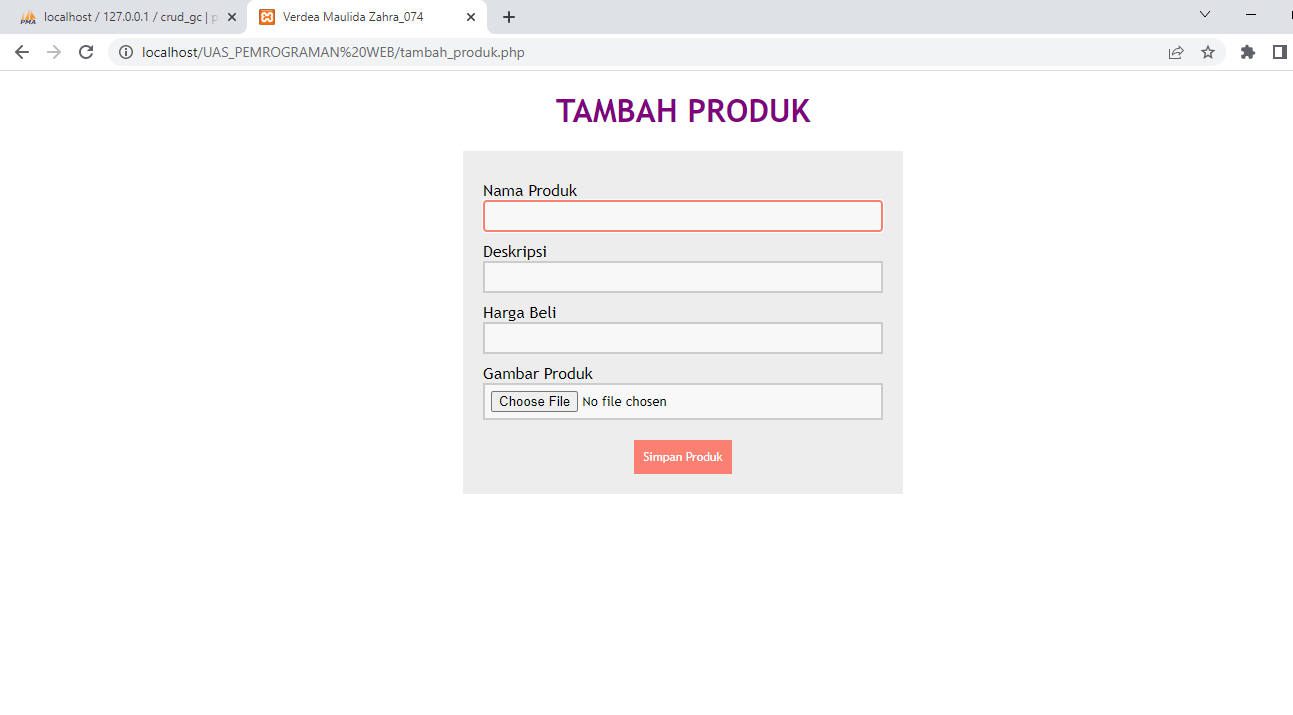 PMA localhost / 127.0.0.1 / crud_gc | p
Verdea Maulida Zahra_074
localhost/UAS_PEMROGRAMAN%20WEB/tambah_produk.php
TAMBAH PRODUK
Nama Produk
Deskripsi
Harga Beli
Gambar Produk
Choose File No file chosen
Simpan Produk